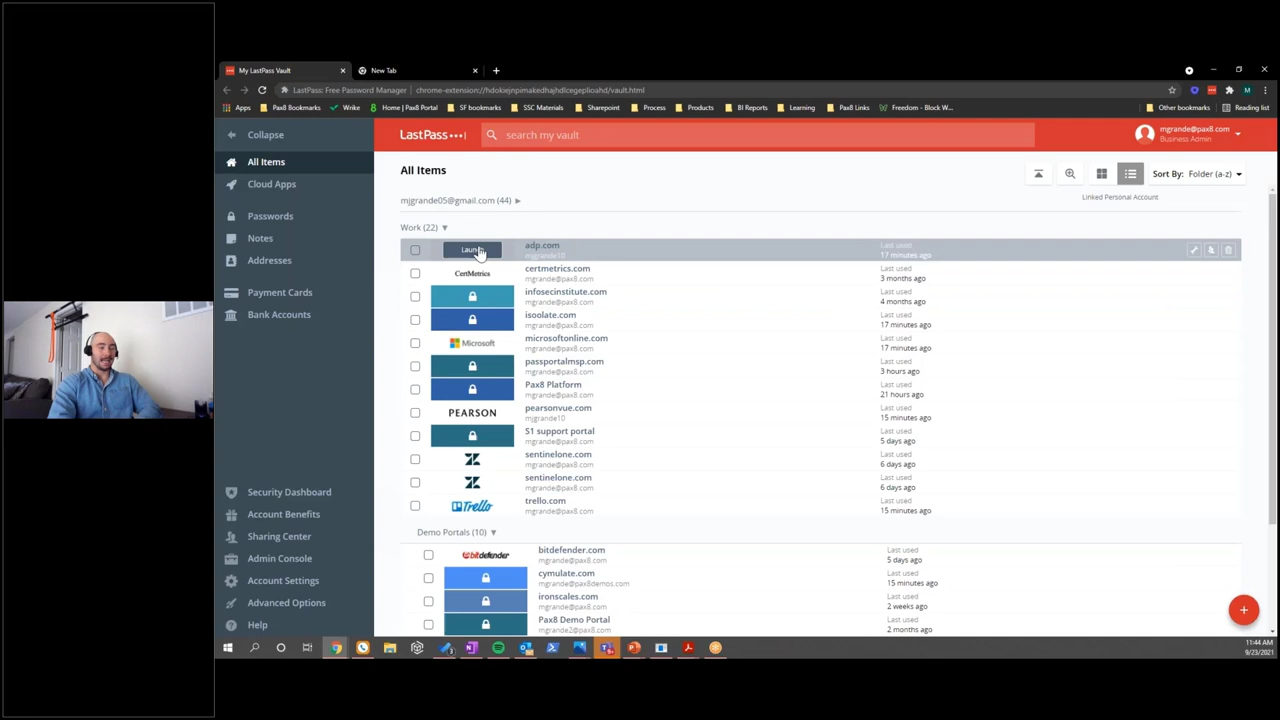 My LastPass Vault
New Tab
LastPass: Free Password Manager
chrome-extension://hdokiejnpimakedhajhdlcegeplioahd/vault.html
Apps
Pax8 Bookmarks
Wrike
Home | Pax8 Portal
SF bookmarks
SSC Materials
Sharepoint
Process
Products
BI Reports
Learning
Pax8 Links
Freedom - Block W...
Other bookmarks
Reading list
Collapse
All Items
Cloud Apps
Passwords
Notes
Addresses
Payment Cards
Bank Accounts
Security Dashboard
Account Benefits
Sharing Center
Admin Console
Account Settings
Advanced Options
Help
LastPass
search my vault
mgrande@pax8.com
Business Admin
All Items
Sort By: Folder (a-z)
Linked Personal Account
mjgrande05@gmail.com (44)
Work (22)
adp.com
mgrande10
Last used
17 minutes ago
CertMetrics
certmetrics.com
mgrande@pax8.com
Last used
3 months ago
infosecinstitute.com
mgrande@pax8.com
Last used
4 months ago
isoolate.com
mgrande@pax8.com
Last used
17 minutes ago
Microsoft
microsoftonline.com
mgrande@pax8.com
Last used
17 minutes ago
passportalmsp.com
mgrande@pax8.com
Last used
3 hours ago
Pax8 Platform
mgrande@pax8.com
Last used
21 hours ago
PEARSON
pearsonvue.com
mjgrande10
Last used
15 minutes ago
S1 support portal
mgrande@pax8.com
Last used
5 days ago
sentinelone.com
mgrande@pax8.com
Last used
6 days ago
sentinelone.com
mgrande@pax8.com
Last used
6 days ago
Trello
trello.com
mgrande@pax8.com
Last used
15 minutes ago
Demo Portals (10)
bitdefender
bitdefender.com
mgrande@pax8.com
Last used
5 days ago
cymulate.com
mgrande@pax8demos.com
Last used
15 minutes ago
ironscales.com
mgrande@pax8.com
Last used
2 weeks ago
Pax8 Demo Portal
mgrande2@pax8.com
Last used
2 months ago
11:44 AM
9/23/2021